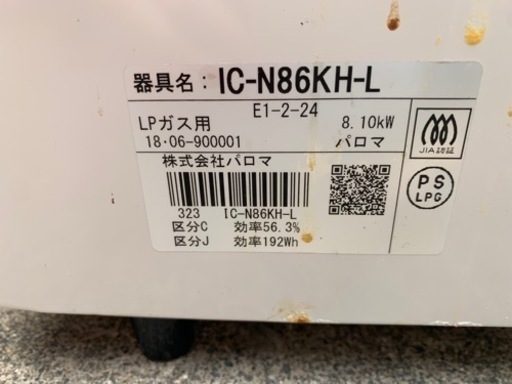 器具名：IC-N86KH-L
E1-2-24
LPガス用 8.10kW
18・06-900001 パロマ
株式会社パロマ
323 IC-N86KH-L
区分C 効率56.3%
区分J 効率192Wh
JIA認証
PS
LPG